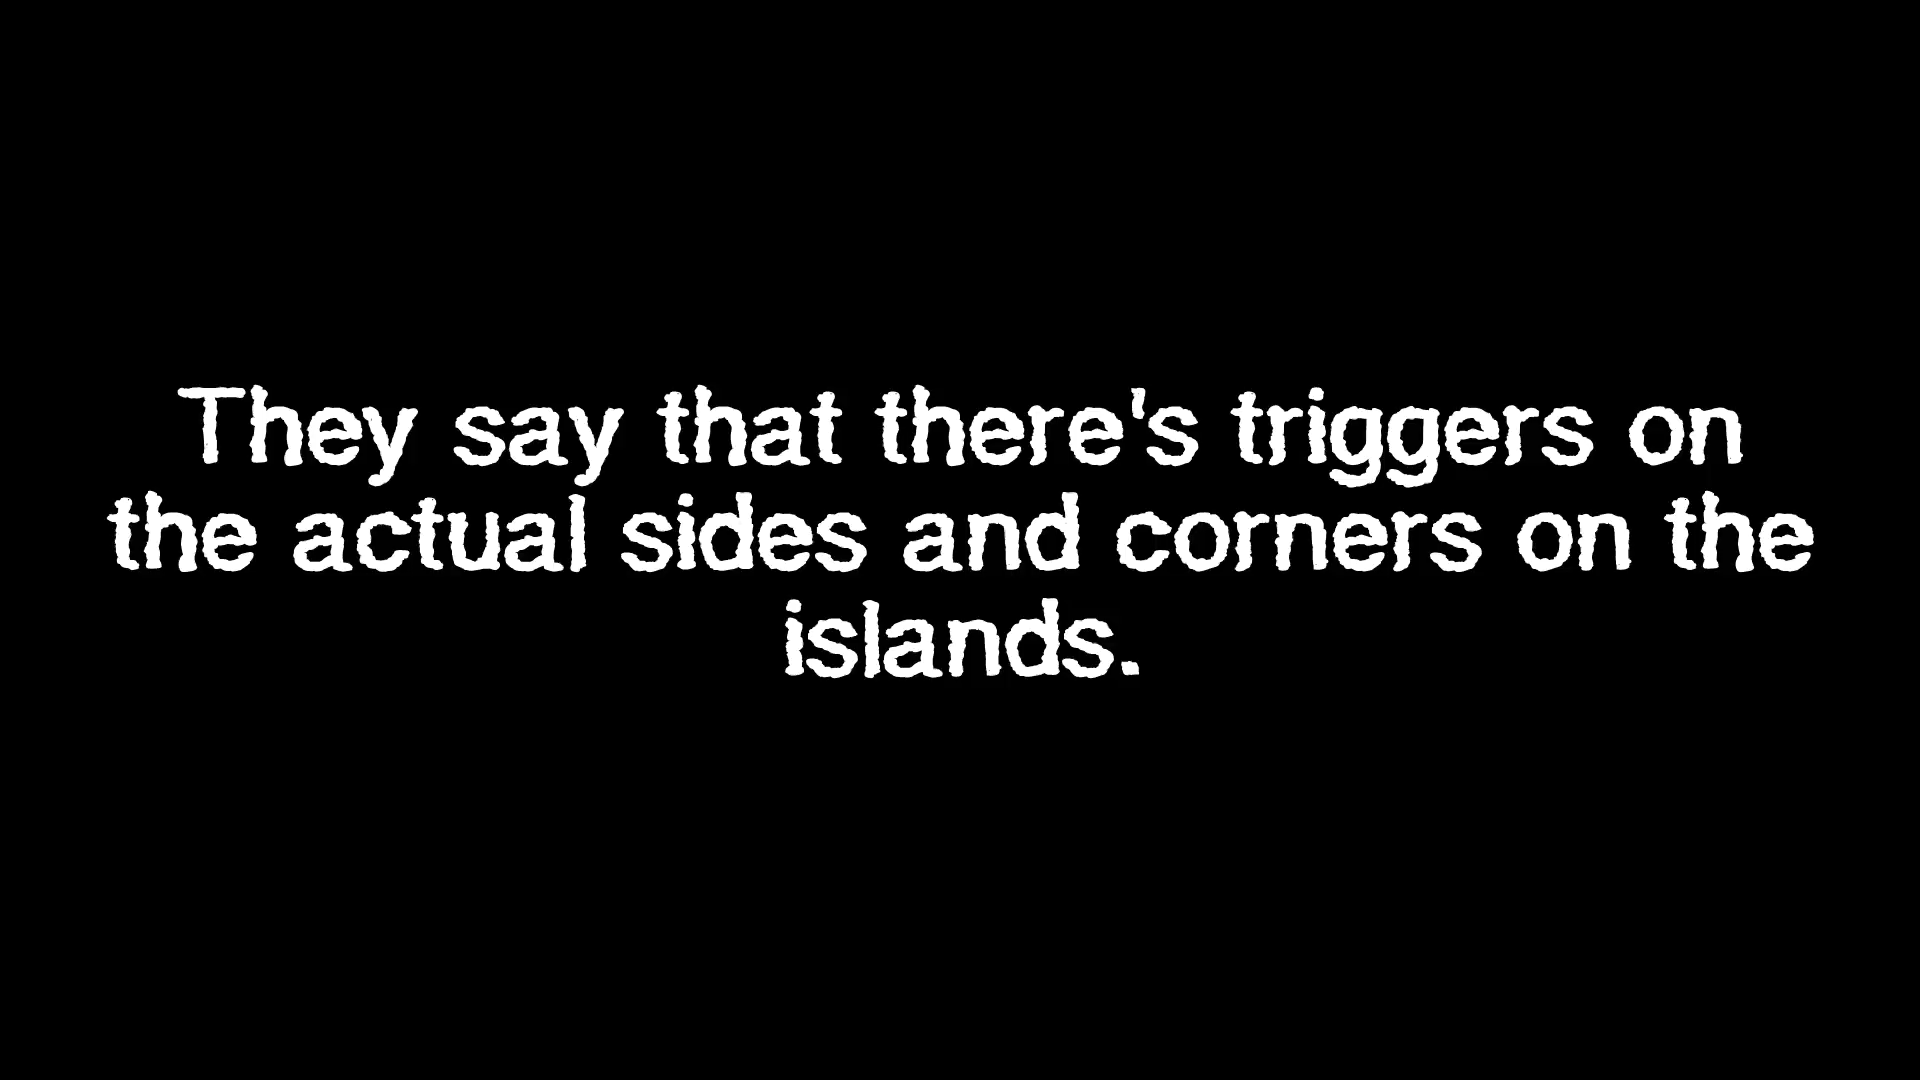 They say that there's triggers on
the actual sides and corners on the
islands.